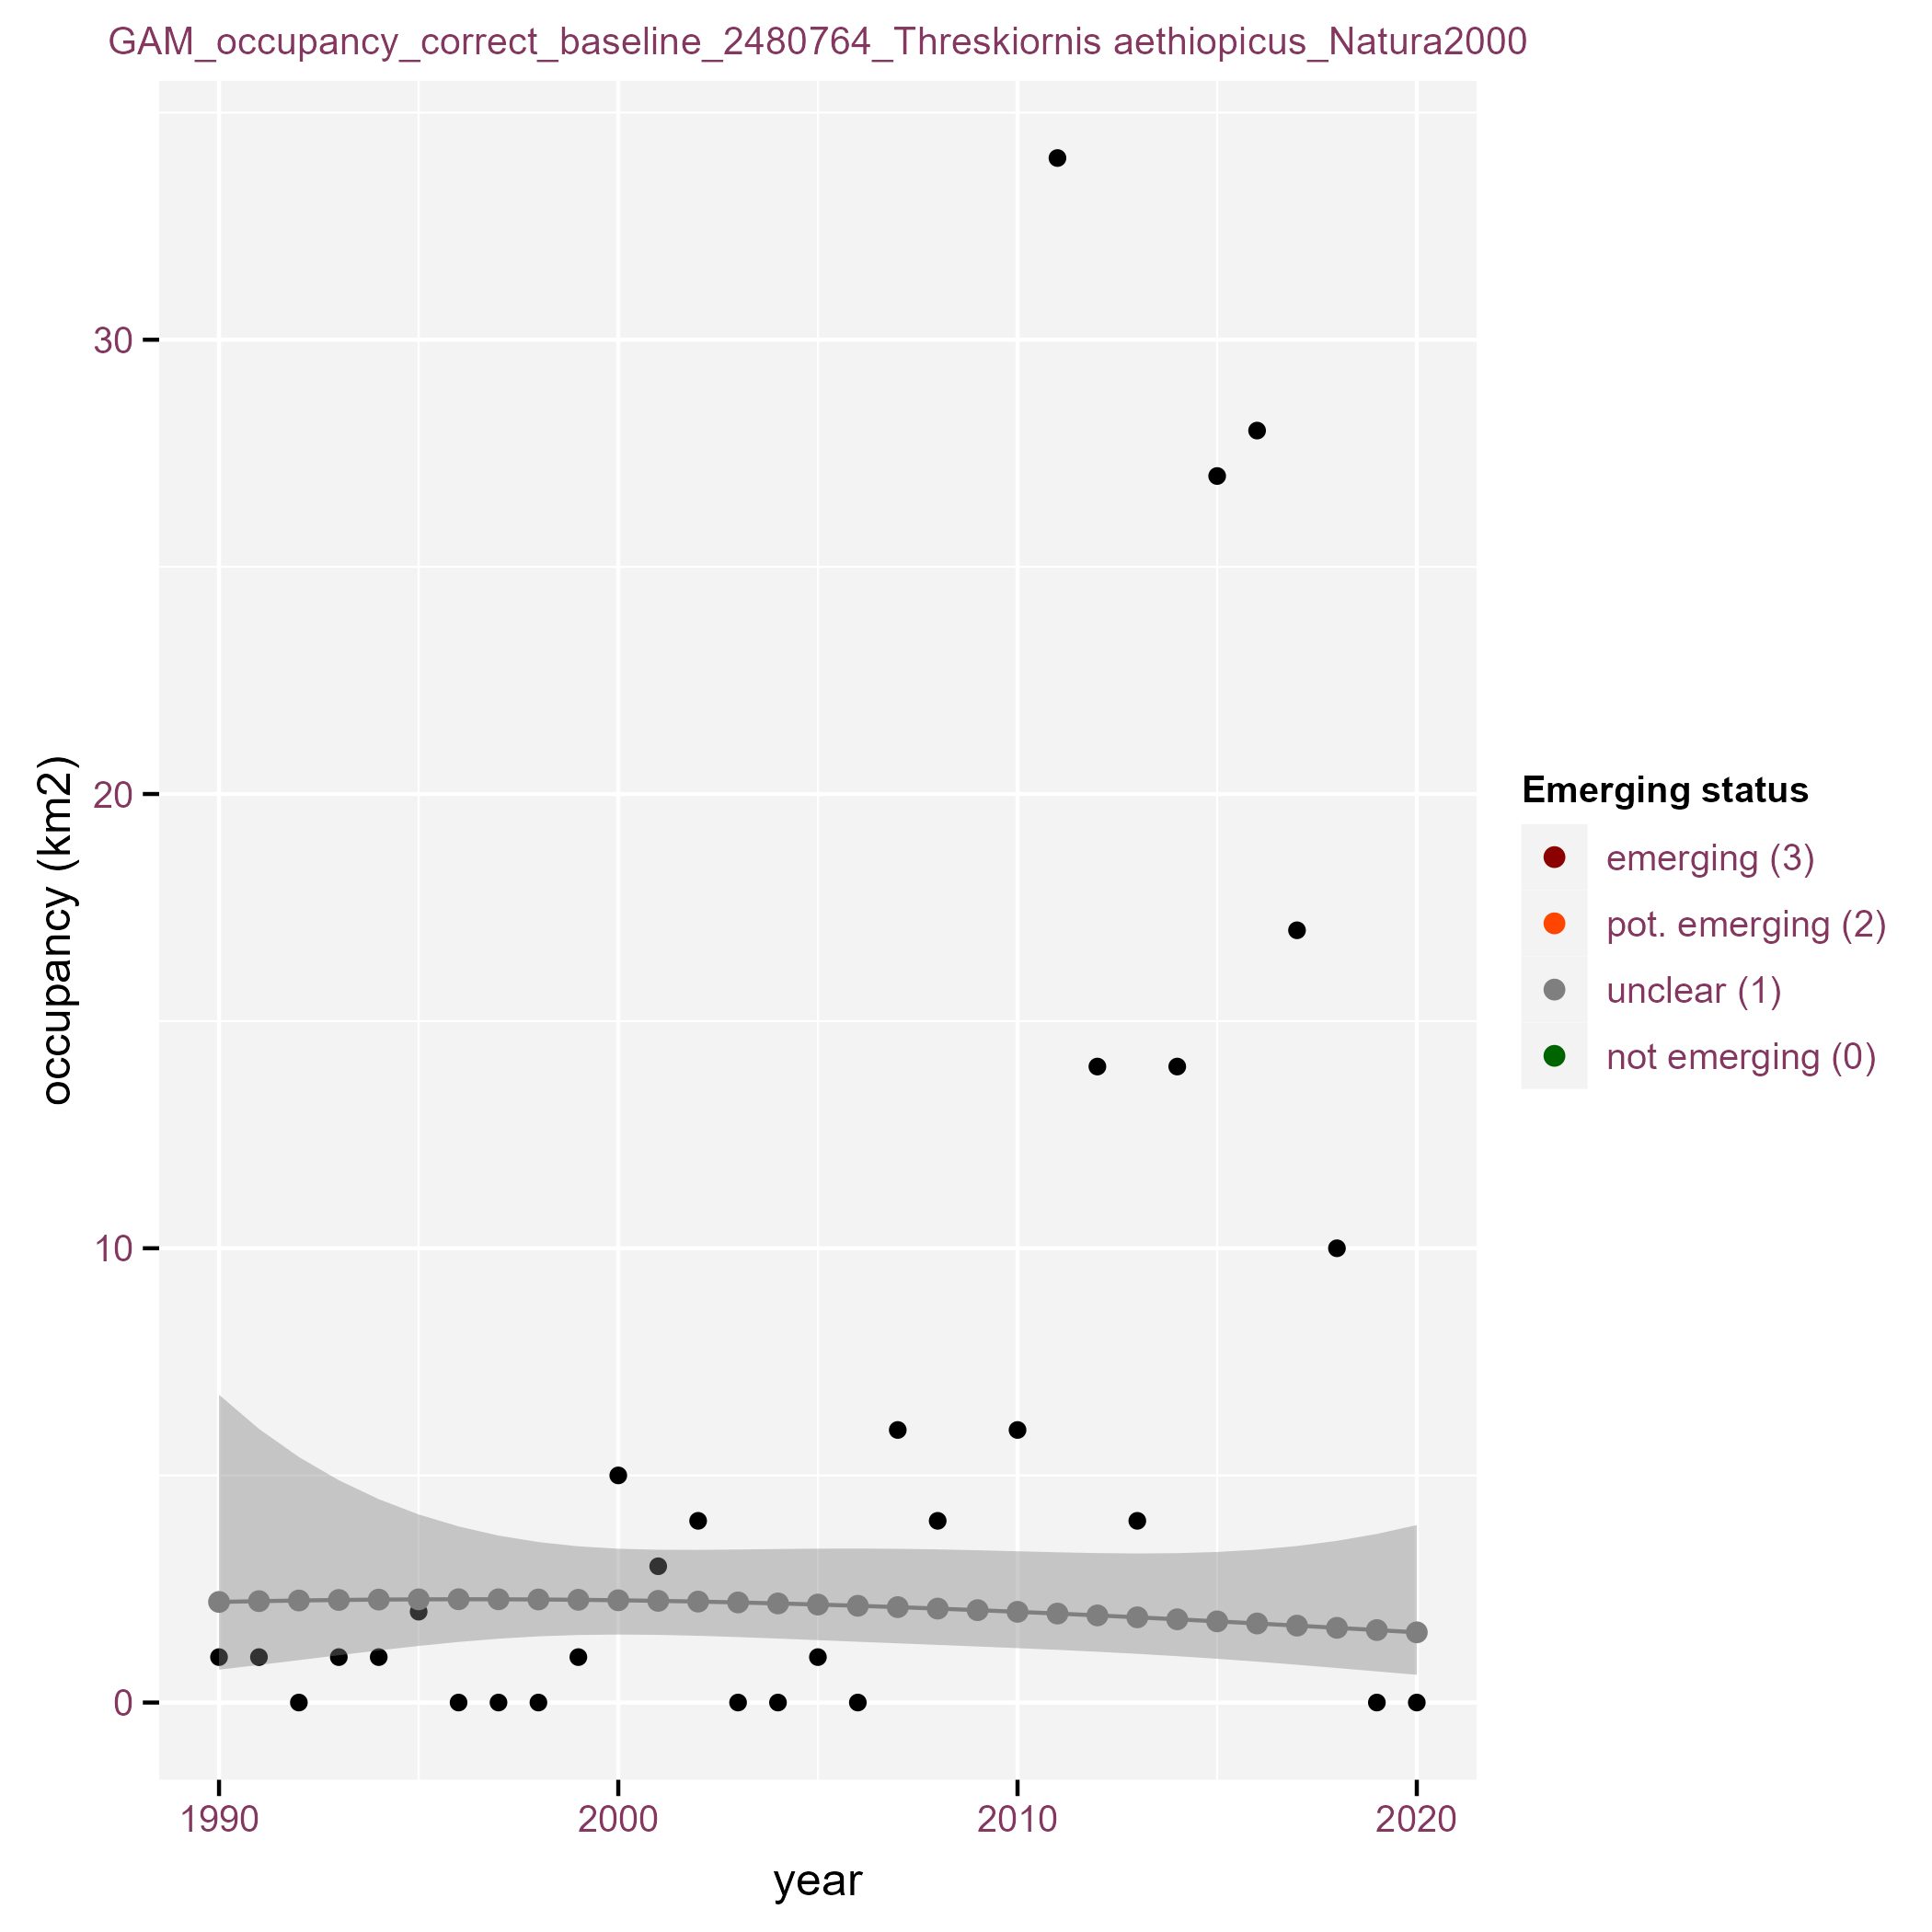 GAM_occupancy_correct_baseline_2480764_Threskiornis aethiopicus_Natura2000
30
20
10
0
occupancy (km2)
1990 2000 2010 2020
year
Emerging status
emerging (3)
pot. emerging (2)
unclear (1)
not emerging (0)